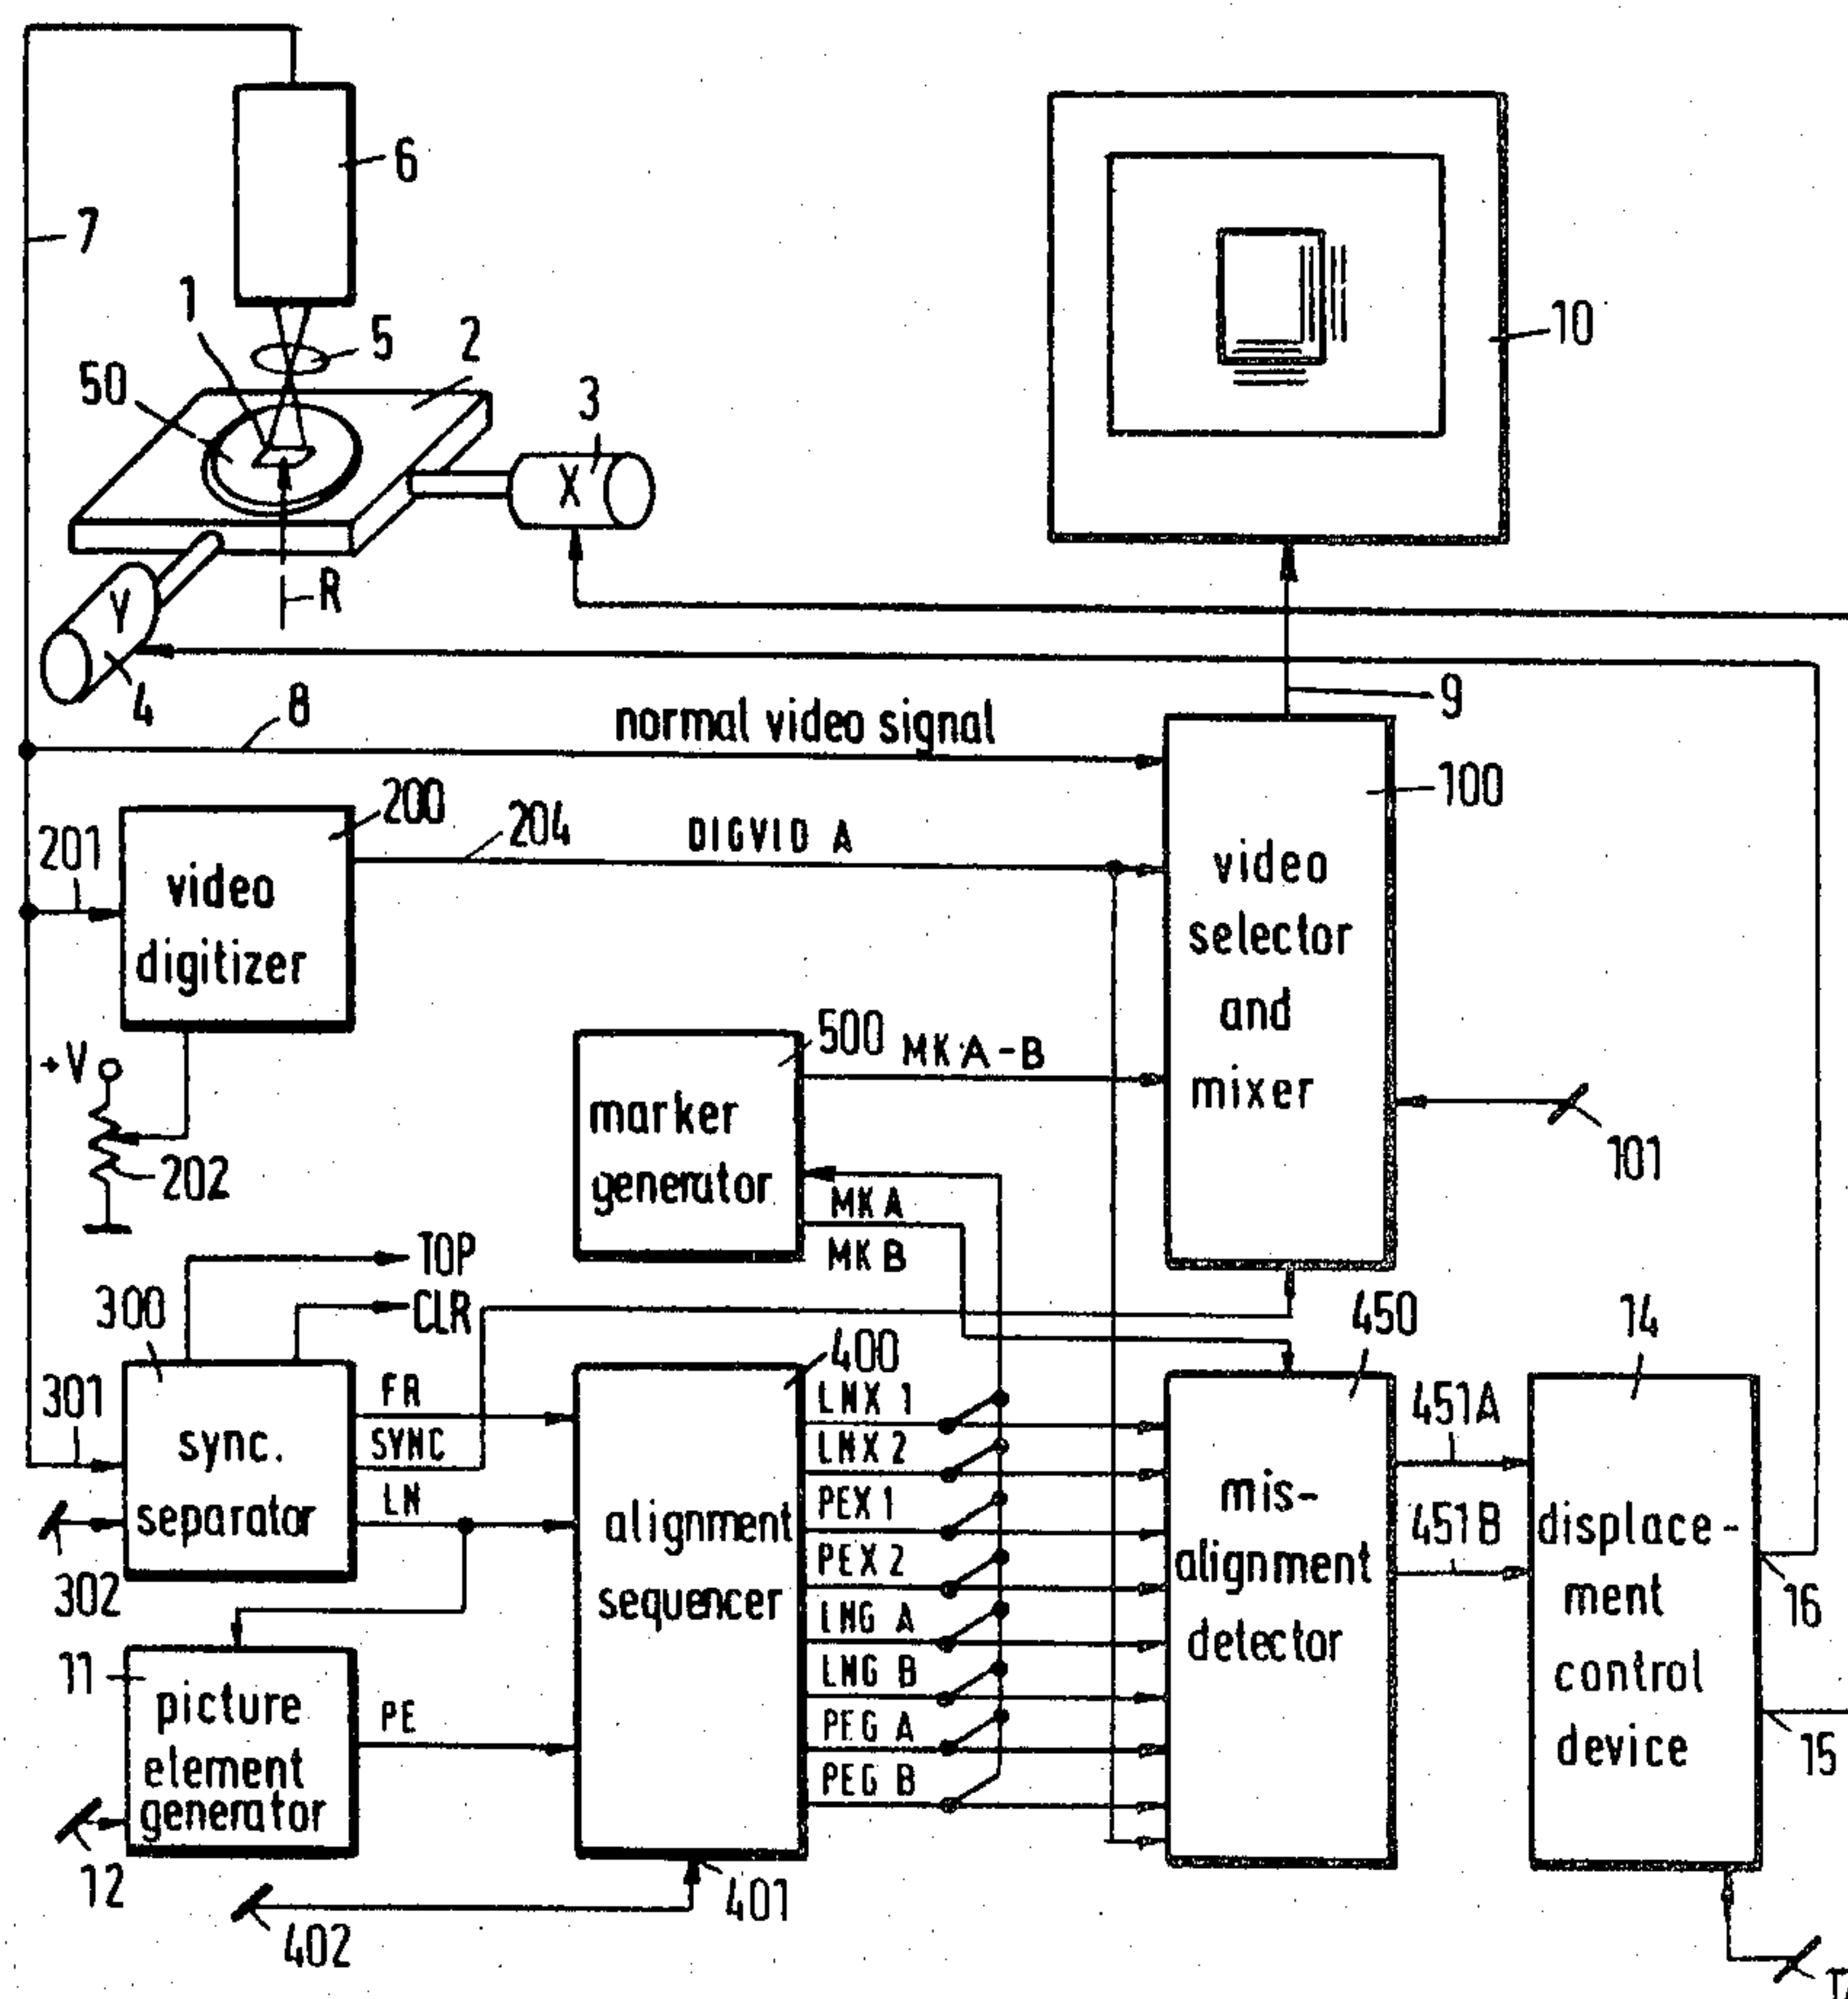 6
7
1
5
2
50
3
X
10
R
Y
4
9
8
normal video signal
100
200
204
DIGVID A
201
video
digitizer
video
selector
and
mixer
500
MK A-B
+V
marker
generator
101
202
MK A
MK B
TOP
CLR
300
450
14
400
301
FR
SYNC
LN
sync.
separator
302
alignment
sequencer
LNX 1
LNX 2
PEX 1
PEX 2
LNG A
LNG B
PEG A
PEG B
mis-
alignment
detector
451A
451B
displace-
ment
control
device
16
15
11
picture
element
generator
PE
12
401
402